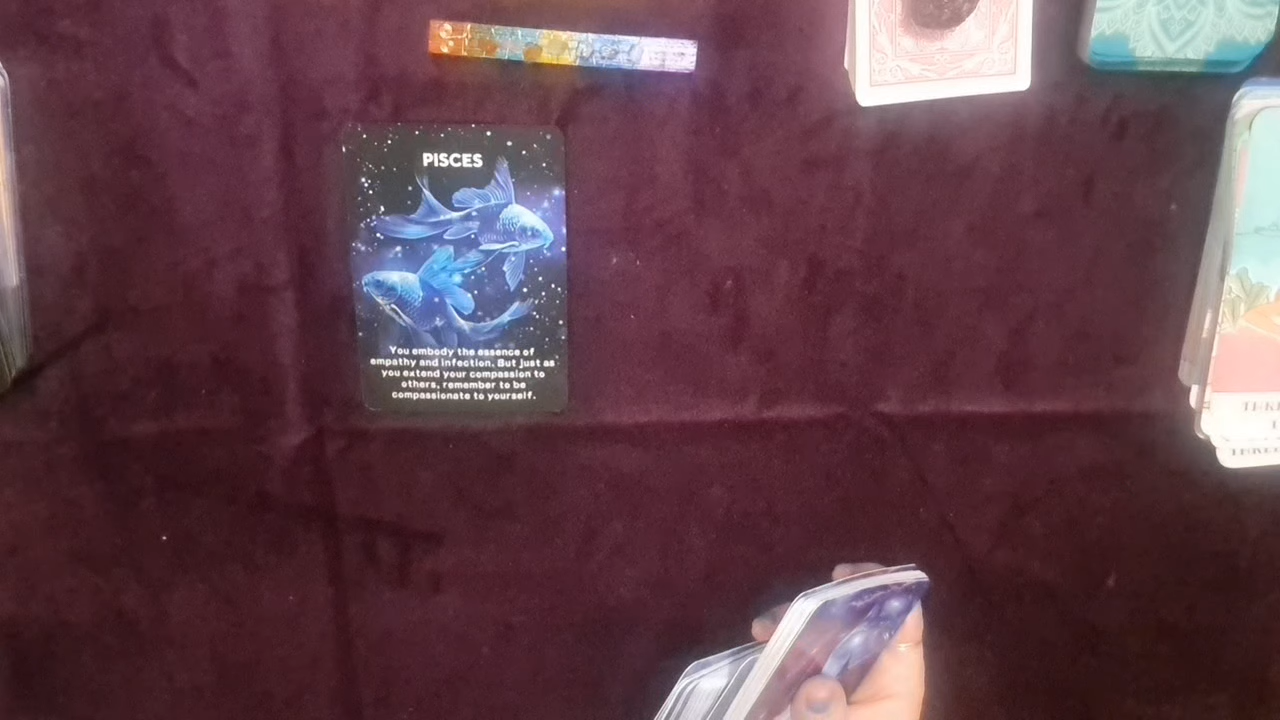 PISCES
You embody the essence of
empathy and infection. But just as
you extend your compassion to
others, remember to be
compassionate to yourself.